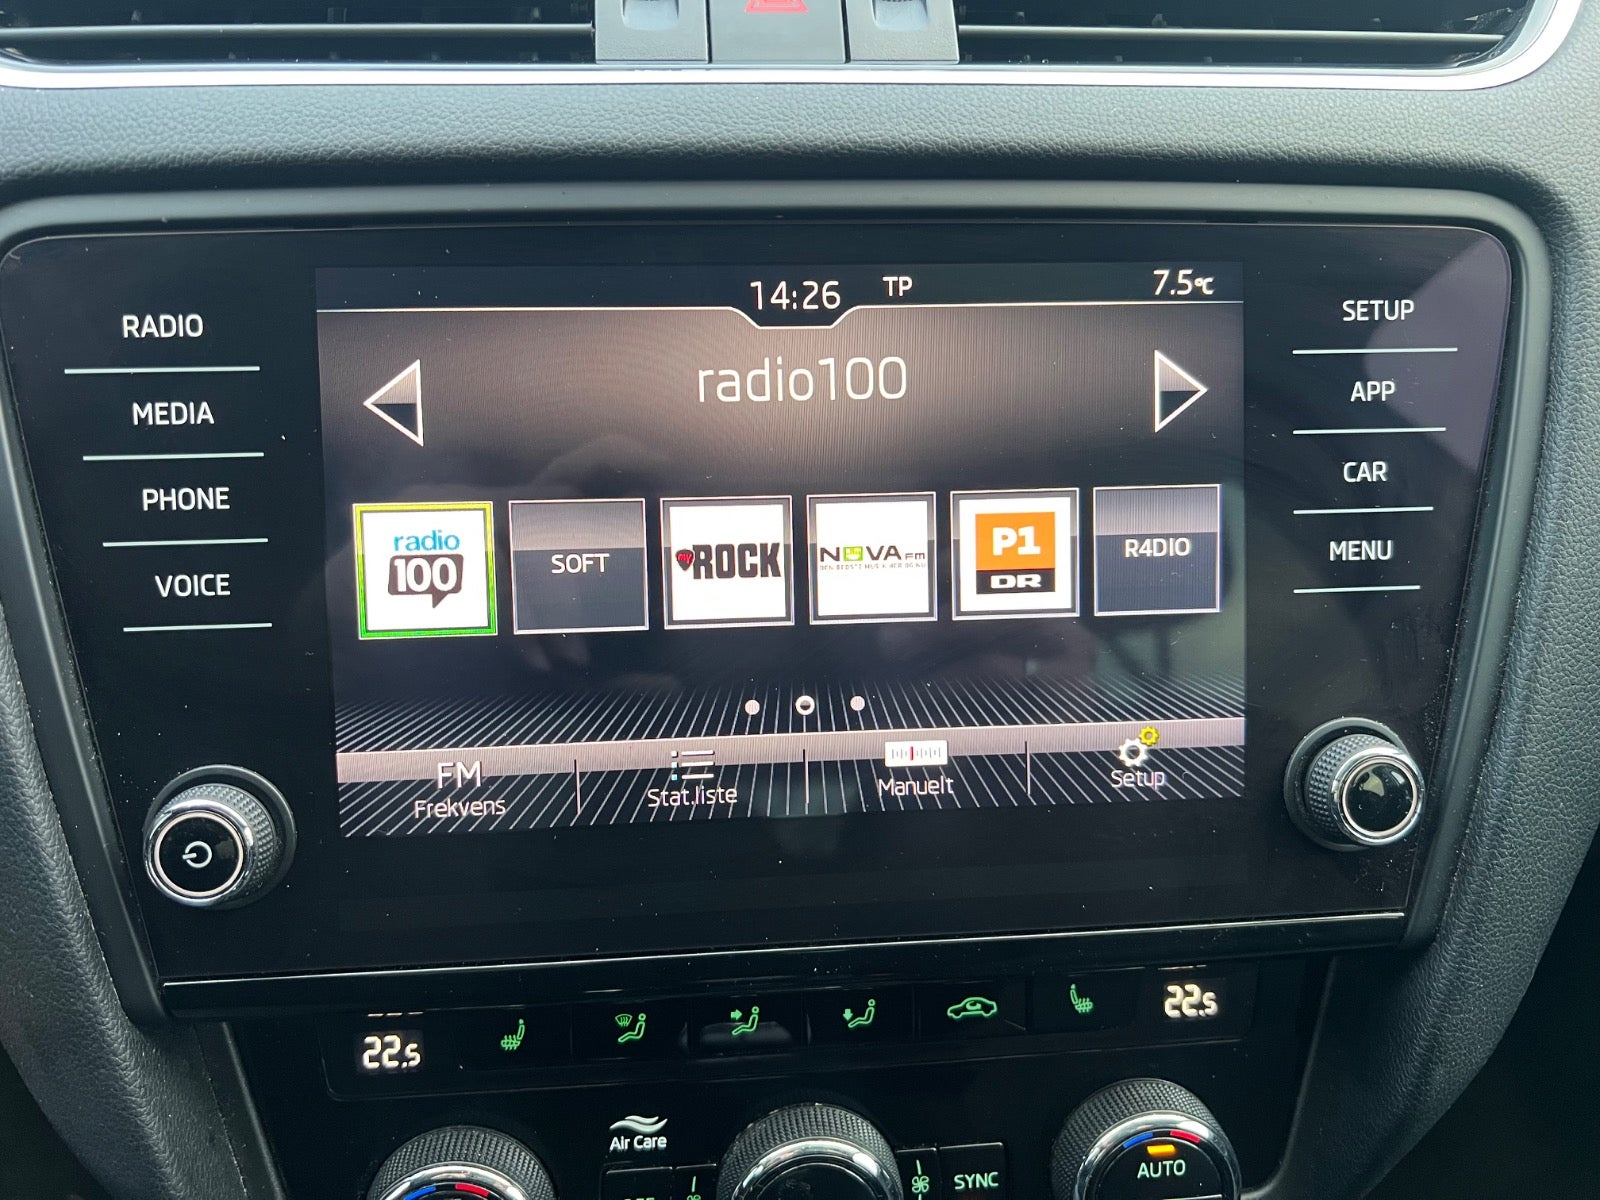 14:26 TP 7.5°C
RADIO
MEDIA
PHONE
VOICE
radio100
radio
100
SOFT
my
ROCK
NOVA FM
P1
DR
R4DIO
FM
Frekvens
Stat.liste
Manuelt
Setup
SETUP
APP
CAR
MENU
22.5
22.5
Air Care
SYNC
AUTO